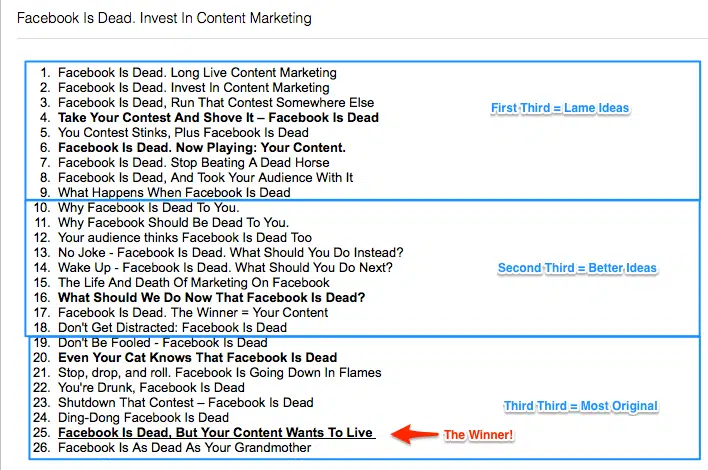 Facebook Is Dead. Invest In Content Marketing
1. Facebook Is Dead. Long Live Content Marketing
2. Facebook Is Dead. Invest In Content Marketing
3. Facebook Is Dead, Run That Contest Somewhere Else
4. Take Your Contest And Shove It – Facebook Is Dead
5. You Contest Stinks, Plus Facebook Is Dead
6. Facebook Is Dead. Now Playing: Your Content.
7. Facebook Is Dead. Stop Beating A Dead Horse
8. Facebook Is Dead, And Took Your Audience With It
9. What Happens When Facebook Is Dead
First Third = Lame Ideas
10. Why Facebook Is Dead To You.
11. Why Facebook Should Be Dead To You.
12. Your audience thinks Facebook Is Dead Too
13. No Joke - Facebook Is Dead. What Should You Do Instead?
14. Wake Up - Facebook Is Dead. What Should You Do Next?
15. The Life And Death Of Marketing On Facebook
16. What Should We Do Now That Facebook Is Dead?
17. Facebook Is Dead. The Winner = Your Content
18. Don't Get Distracted: Facebook Is Dead
Second Third = Better Ideas
19. Don't Be Fooled - Facebook Is Dead
20. Even Your Cat Knows That Facebook Is Dead
21. Stop, drop, and roll. Facebook Is Going Down In Flames
22. You're Drunk, Facebook Is Dead
23. Shutdown That Contest – Facebook Is Dead
24. Ding-Dong Facebook Is Dead
25. Facebook Is Dead, But Your Content Wants To Live
26. Facebook Is As Dead As Your Grandmother
Third Third = Most Original
The Winner!